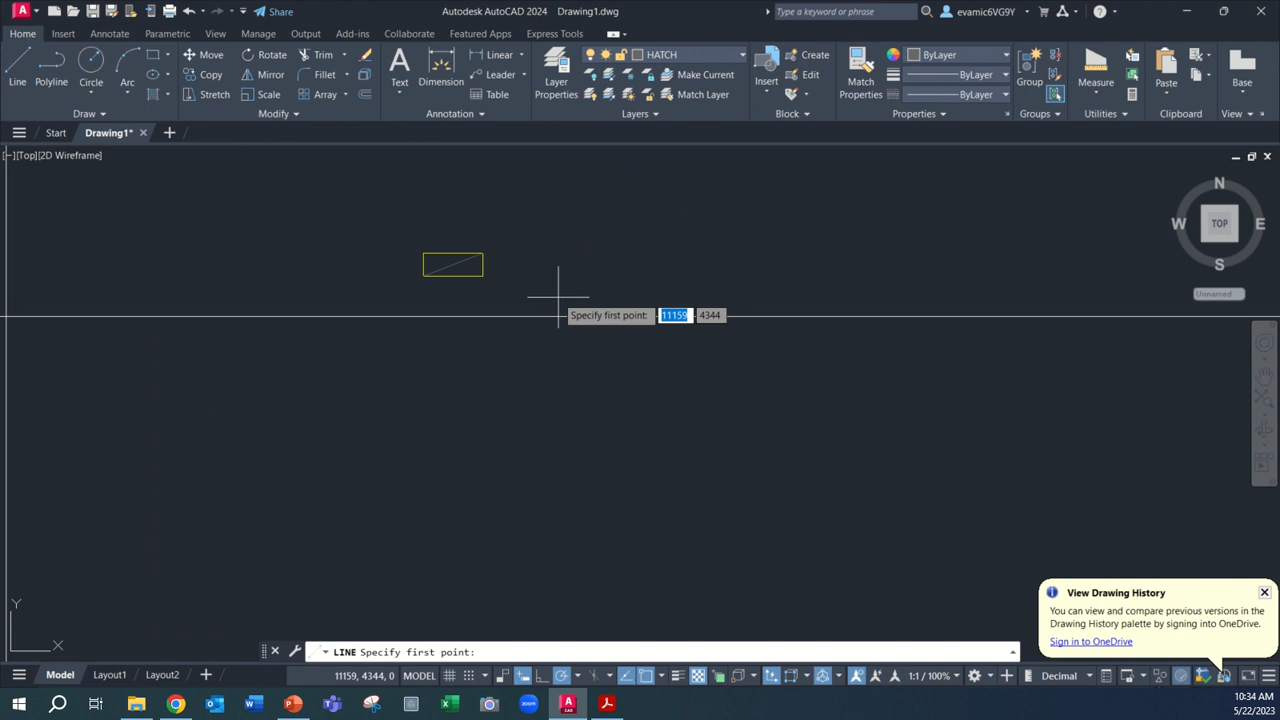 Share
Autodesk AutoCAD 2024 Drawing1.dwg
Type a keyword or phrase
evamic6VG9Y
Home Insert Annotate Parametric View Manage Output Add-ins Collaborate Featured Apps Express Tools
Line Polyline Circle Arc
Move Rotate Trim
Copy Mirror Fillet
Stretch Scale Array
Text Dimension
Linear
Leader
Table
Layer Properties
HATCH
Make Current
Match Layer
Insert
Create
Edit
Match Properties
ByLayer
ByLayer
ByLayer
Group
Measure
Paste
Base
Draw Modify Annotation Layers Block Properties Groups Utilities Clipboard View
Start Drawing1*
[−][Top][2D Wireframe]
N
W TOP E
S
Unnamed
Specify first point: 11159 4344
Y
X
View Drawing History
You can view and compare previous versions in the
Drawing History palette by signing into OneDrive.
Sign in to OneDrive
LINE Specify first point:
Model Layout1 Layout2
11159, 4344, 0 MODEL
1:1 / 100%
Decimal
zoom
10:34 AM
5/22/2023